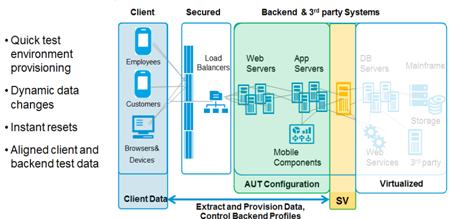 Client
Secured
Backend & 3rd party Systems
• Quick test
environment
provisioning
• Dynamic data
changes
• Instant resets
• Aligned client and
backend test data
Employees
Customers
Browsers&
Devices
Load
Balancers
Web
Servers
App
Servers
Mobile
Components
DB
Servers
Mainframe
Storage
Web
Services
3rd party
Client Data
AUT Configuration
SV
Virtualized
Extract and Provision Data,
Control Backend Profiles